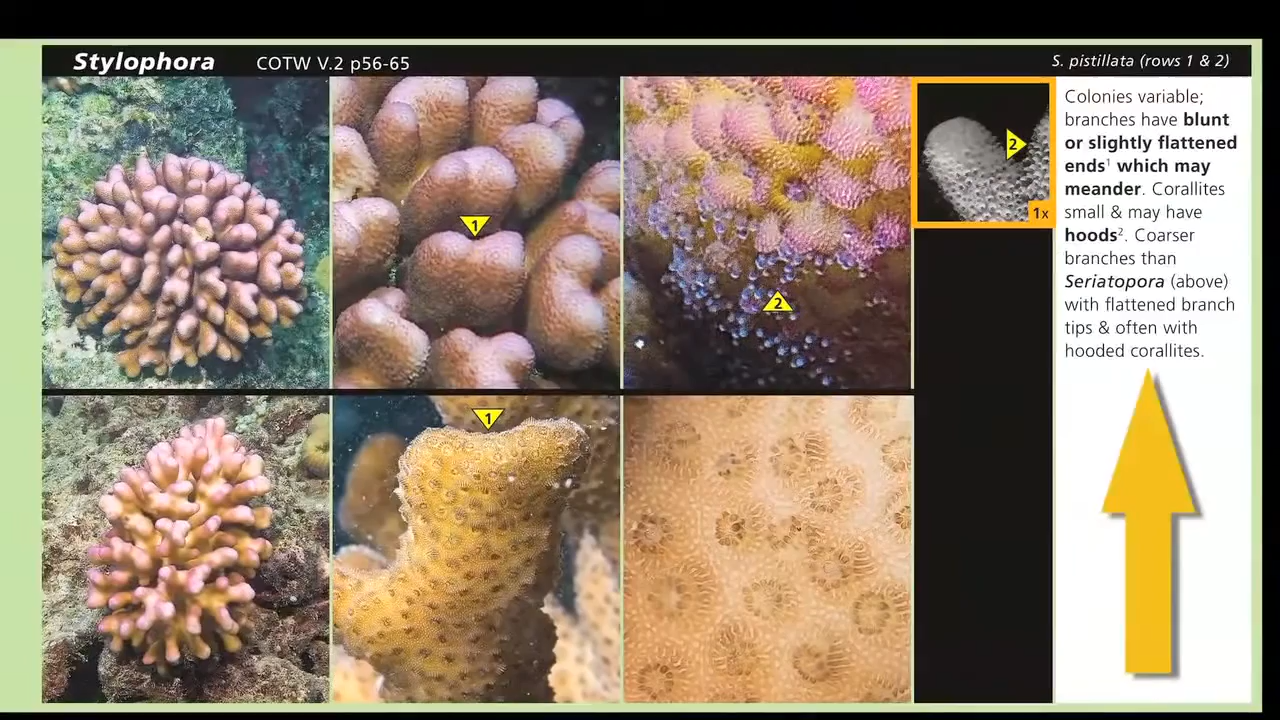 Stylophora COTW V.2 p56-65 S. pistillata (rows 1 & 2)
1
2
2
1x
1
Colonies variable;
branches have blunt
or slightly flattened
ends¹ which may
meander. Corallites
small & may have
hoods². Coarser
branches than
Seriatopora (above)
with flattened branch
tips & often with
hooded corallites.